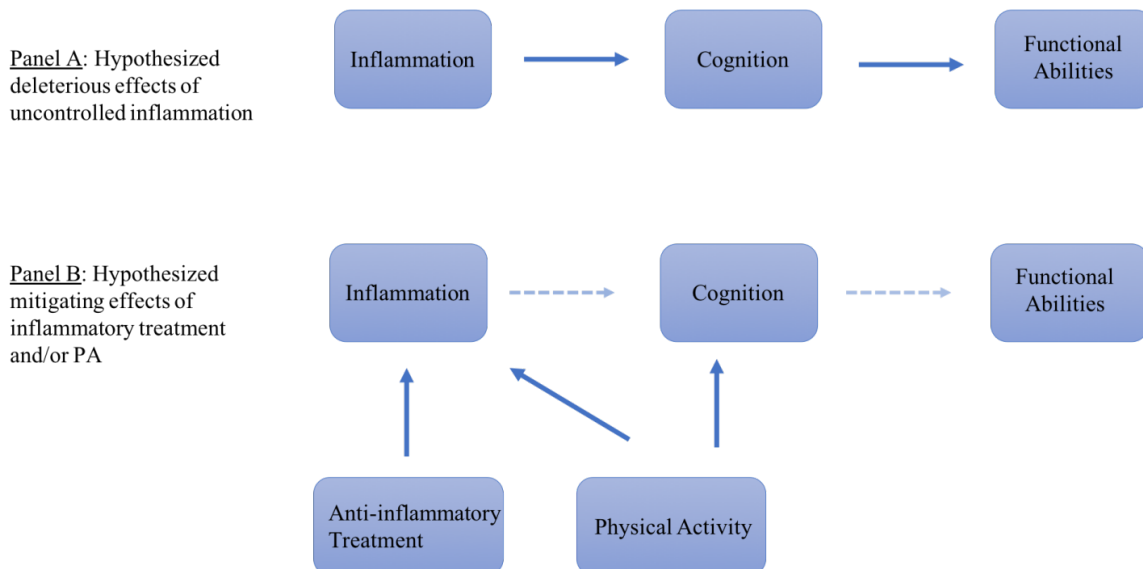 Panel A: Hypothesized
deleterious effects of
uncontrolled inflammation
Inflammation
Cognition
Functional
Abilities
Panel B: Hypothesized
mitigating effects of
inflammatory treatment
and/or PA
Inflammation
Cognition
Functional
Abilities
Anti-inflammatory
Treatment
Physical Activity